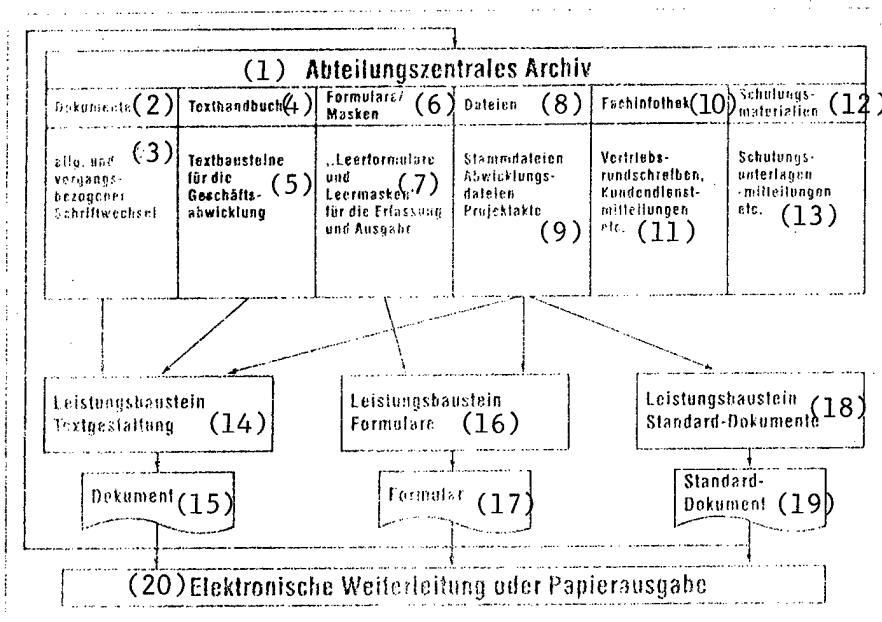 (1) Abteilungszentrales Archiv
Dokumente (2)
Texthandbuch (4)
Formulare/ (6)
Masken
Dateien (8)
Fachinfothek (10)
Schulungs-
materialien (12)
allg. und (3)
vorgangs-
bezogener
Schriftwechsel
Textbausteine
für die
Geschäfts- (5)
abwicklung
„Leerformulare
und
Leermasken" (7)
für die Erfassung
und Ausgabe
Stammdateien
Abwicklungs-
dateien
Projektakte
(9)
Vertriebs-
rundschreiben,
Kundendienst-
mitteilungen
etc. (11)
Schulungs-
unterlagen
-mitteilungen
etc. (13)
Leistungsbaustein
Textgestaltung (14)
Leistungsbaustein
Formulare (16)
Leistungsbaustein
Standard-Dokumente (18)
Dokument (15)
Formular (17)
Standard-
Dokument (19)
(20) Elektronische Weiterleitung oder Papierausgabe